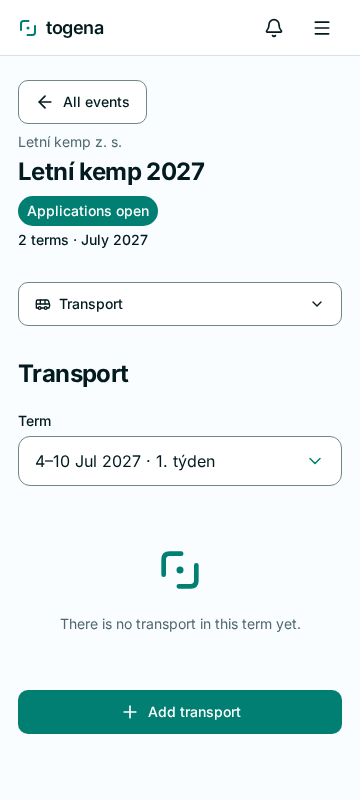 togena
All events
Letní kemp z. s.
Letní kemp 2027
Applications open
2 terms · July 2027
Transport
Transport
Term
4–10 Jul 2027 · 1. týden
There is no transport in this term yet.
Add transport